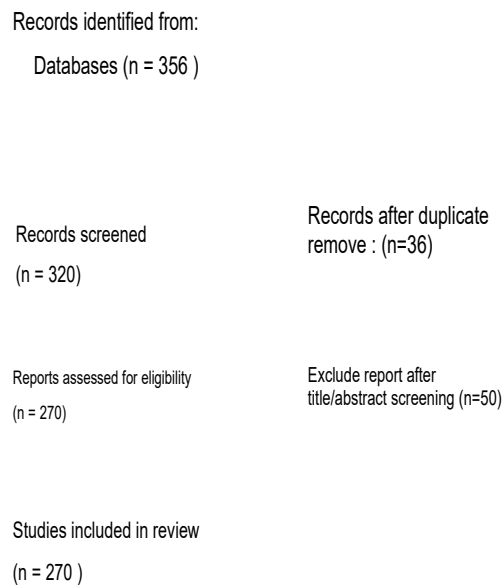 Records identified from:
Databases (n = 356 )
Records after duplicate
remove : (n=36)
Records screened
(n = 320)
Reports assessed for eligibility
(n = 270)
Exclude report after
title/abstract screening (n=50)
Studies included in review
(n = 270 )